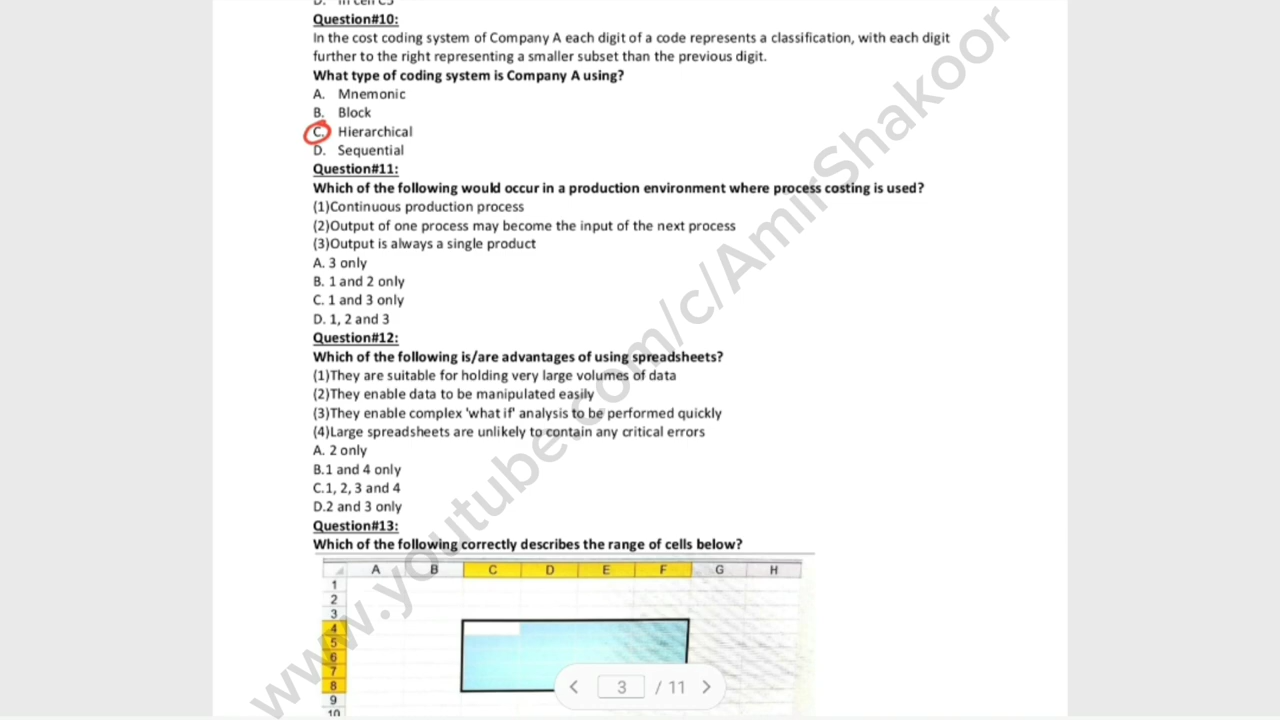 D. In cell C5
Question#10:
In the cost coding system of Company A each digit of a code represents a classification, with each digit
further to the right representing a smaller subset than the previous digit.
What type of coding system is Company A using?
A. Mnemonic
B. Block
C. Hierarchical
D. Sequential
Question#11:
Which of the following would occur in a production environment where process costing is used?
(1)Continuous production process
(2)Output of one process may become the input of the next process
(3)Output is always a single product
A. 3 only
B. 1 and 2 only
C. 1 and 3 only
D. 1, 2 and 3
Question#12:
Which of the following is/are advantages of using spreadsheets?
(1)They are suitable for holding very large volumes of data
(2)They enable data to be manipulated easily
(3)They enable complex 'what if' analysis to be performed quickly
(4)Large spreadsheets are unlikely to contain any critical errors
A. 2 only
B.1 and 4 only
C.1, 2, 3 and 4
D.2 and 3 only
Question#13:
Which of the following correctly describes the range of cells below?
A B C D E F G H
1
2
3
4
5
6
7
8
9
10
3 / 11
www.youtube.com/c/AmirShakoor